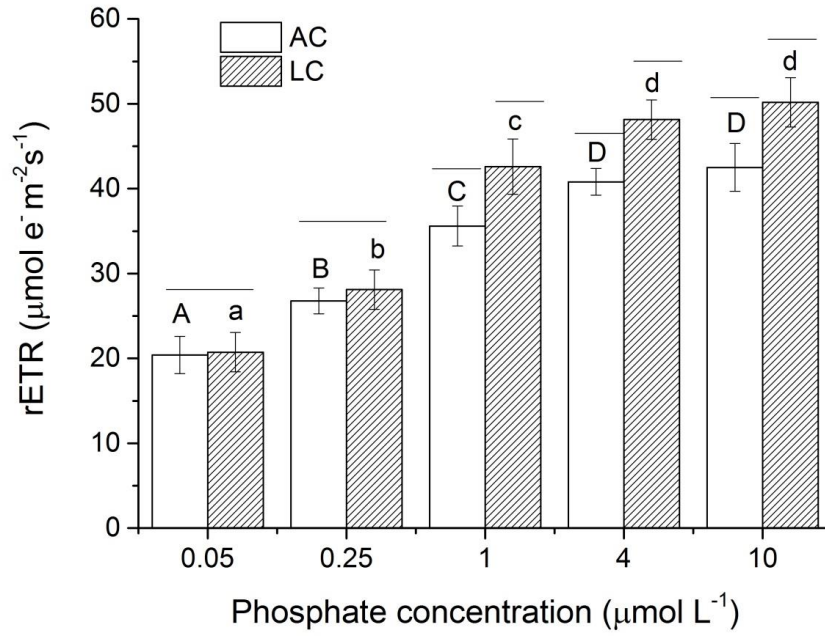 60
50
40
30
20
10
0
rETR (μmol e⁻ m⁻²s⁻¹)
AC
LC
A a
B b
C c
D d
D d
0.05 0.25 1 4 10
Phosphate concentration (μmol L⁻¹)